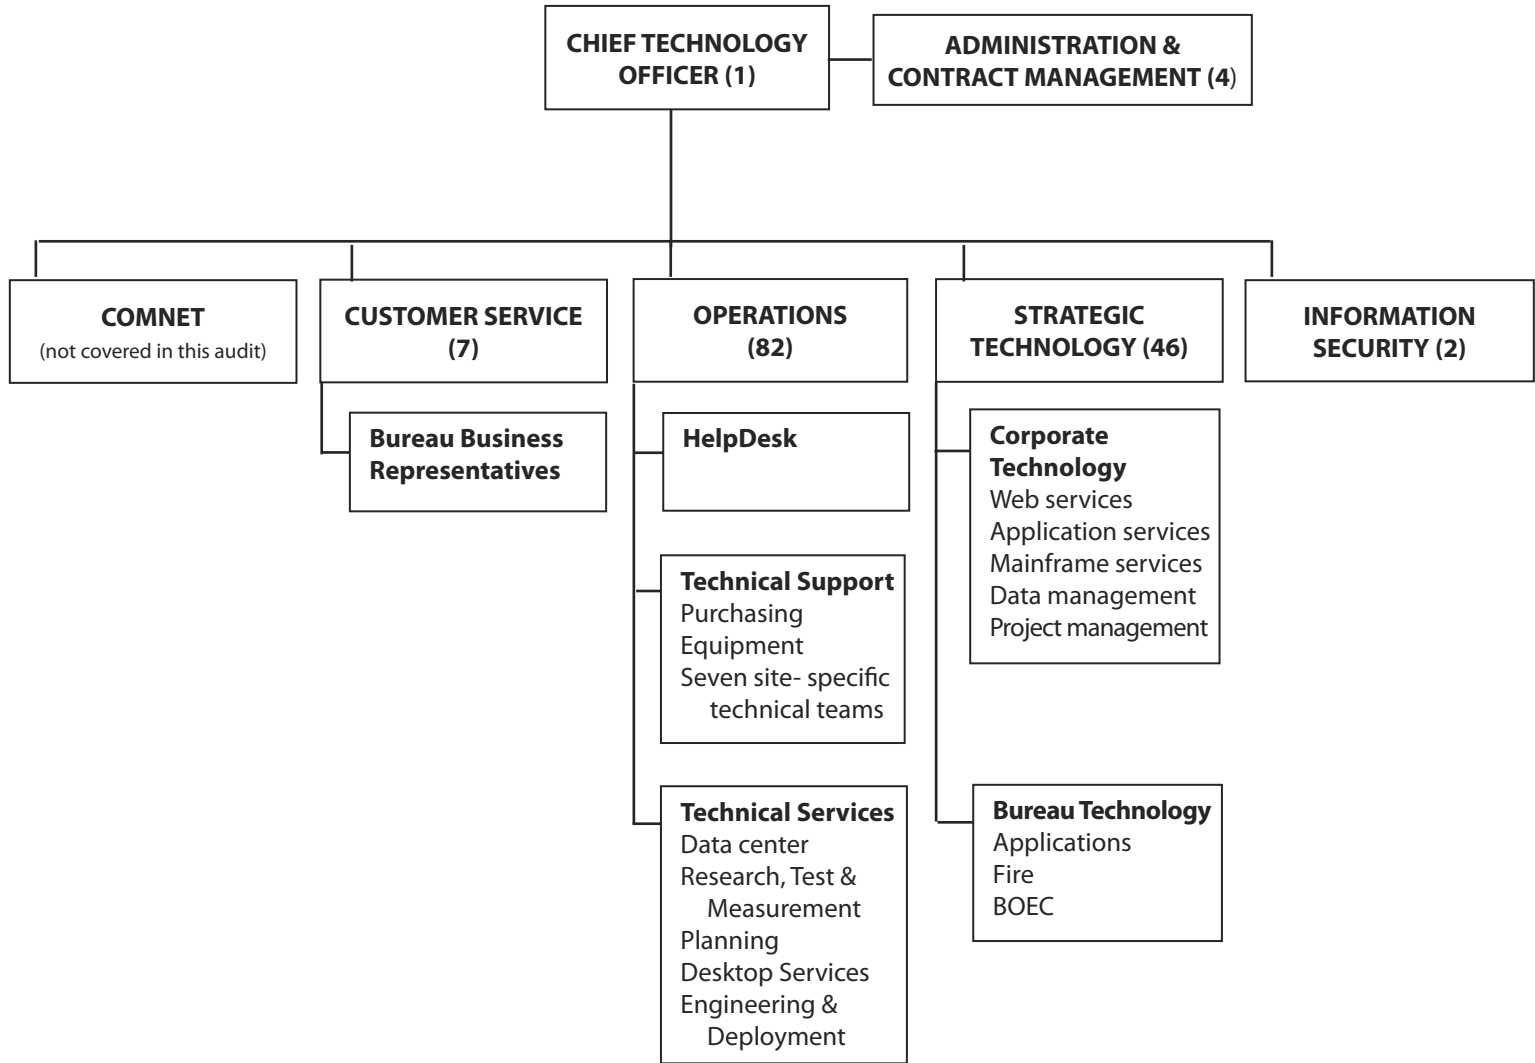 CHIEF TECHNOLOGY
OFFICER (1)
ADMINISTRATION &
CONTRACT MANAGEMENT (4)
COMNET
(not covered in this audit)
CUSTOMER SERVICE
(7)
OPERATIONS
(82)
STRATEGIC
TECHNOLOGY (46)
INFORMATION
SECURITY (2)
Bureau Business
Representatives
HelpDesk
Technical Support
Purchasing
Equipment
Seven site- specific
technical teams
Technical Services
Data center
Research, Test &
Measurement
Planning
Desktop Services
Engineering &
Deployment
Corporate
Technology
Web services
Application services
Mainframe services
Data management
Project management
Bureau Technology
Applications
Fire
BOEC